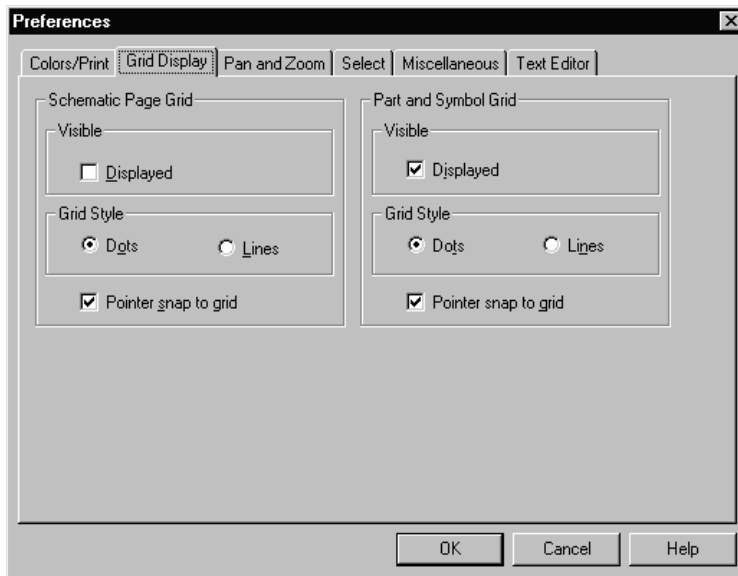 Preferences
Colors/Print Grid Display Pan and Zoom Select Miscellaneous Text Editor
Schematic Page Grid
Visible
Displayed
Grid Style
Dots Lines
Pointer snap to grid
Part and Symbol Grid
Visible
Displayed
Grid Style
Dots Lines
Pointer snap to grid
OK Cancel Help